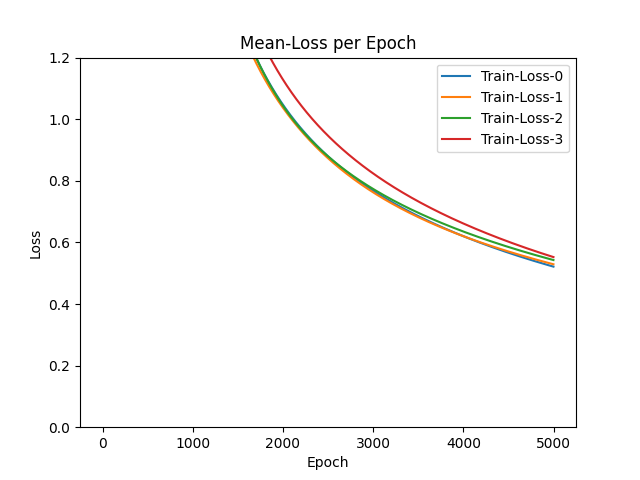 Mean-Loss per Epoch
Train-Loss-0
Train-Loss-1
Train-Loss-2
Train-Loss-3
Loss
1.2
1.0
0.8
0.6
0.4
0.2
0.0
0 1000 2000 3000 4000 5000
Epoch